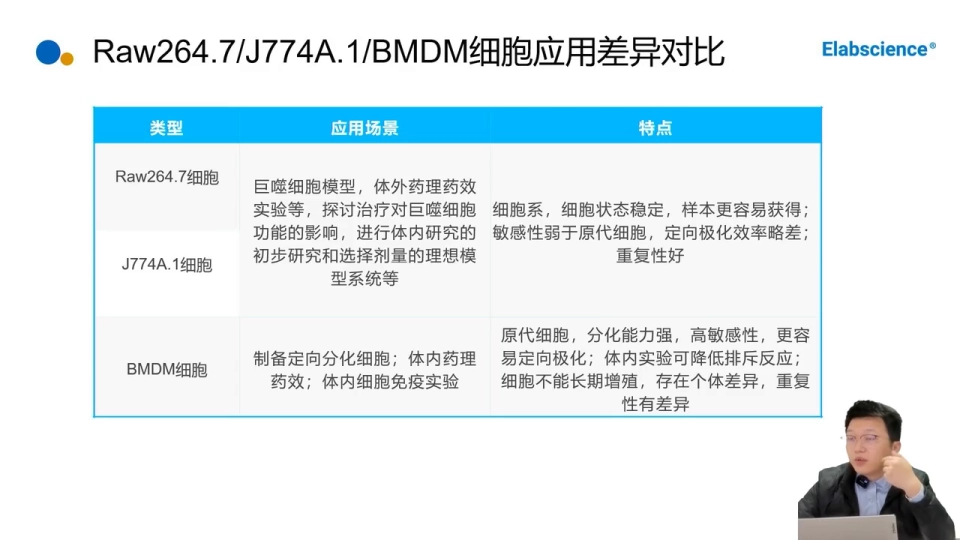 Raw264.7/J774A.1/BMDM细胞应用差异对比
Elabscience®
类型
应用场景
特点
Raw264.7细胞
J774A.1细胞
巨噬细胞模型，体外药理药效
实验等，探讨治疗对巨噬细胞
功能的影响，进行体内研究的
初步研究和选择剂量的理想模
型系统等
细胞系，细胞状态稳定，样本更容易获得；
敏感性弱于原代细胞，定向极化效率略差；
重复性好
BMDM细胞
制备定向分化细胞；体内药理
药效；体内细胞免疫实验
原代细胞，分化能力强，高敏感性，更容
易定向极化；体内实验可降低排斥反应；
细胞不能长期增殖，存在个体差异，重复
性有差异